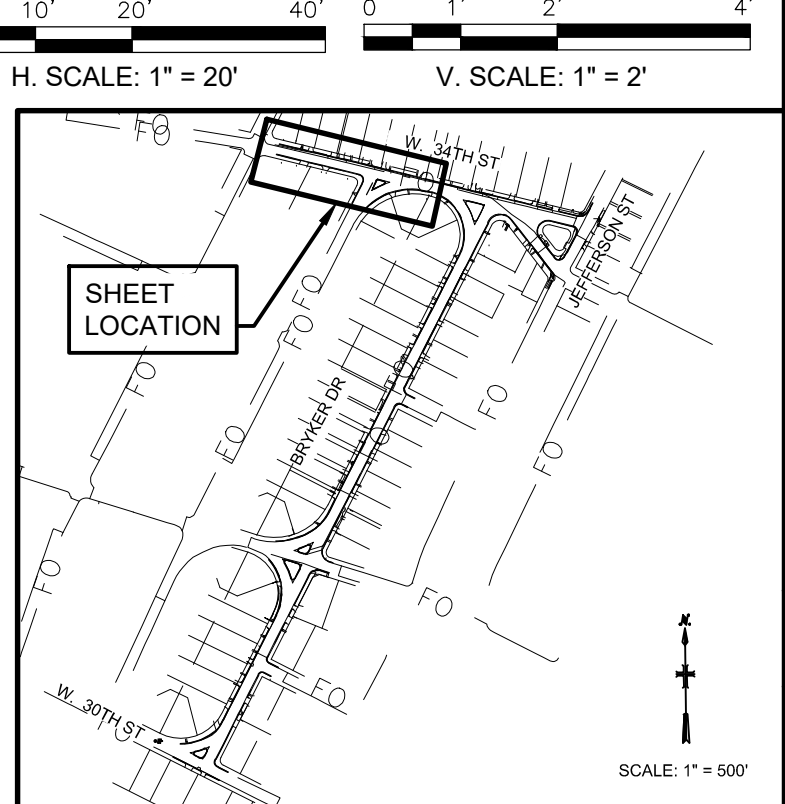 10' 20' 40'
0 1' 2' 4'
H. SCALE: 1" = 20'
V. SCALE: 1" = 2'
FO
W. 34TH ST
JEFFERSON ST
SHEET
LOCATION
FO
FO
FO
FO
FO
BRYKER DR
FO
FO
FO
FO
W. 30TH ST
N.
SCALE: 1" = 500'